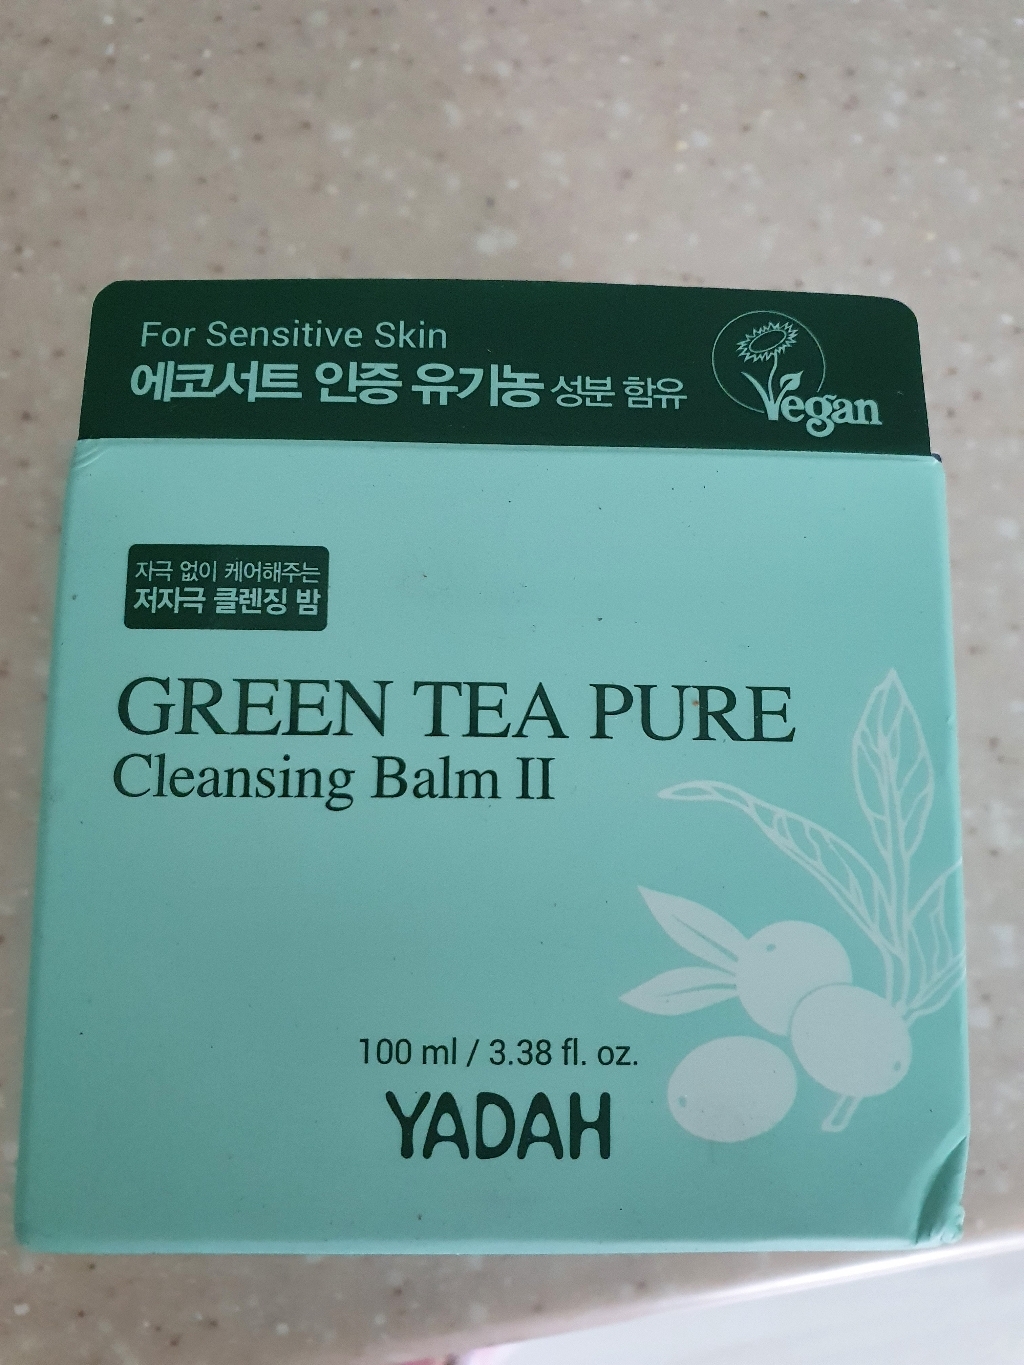 For Sensitive Skin
에코서트 인증 유기농 성분 함유
Vegan
자극 없이 케어해주는
저자극 클렌징 밤
GREEN TEA PURE
Cleansing Balm II
100 ml / 3.38 fl. oz.
YADAH